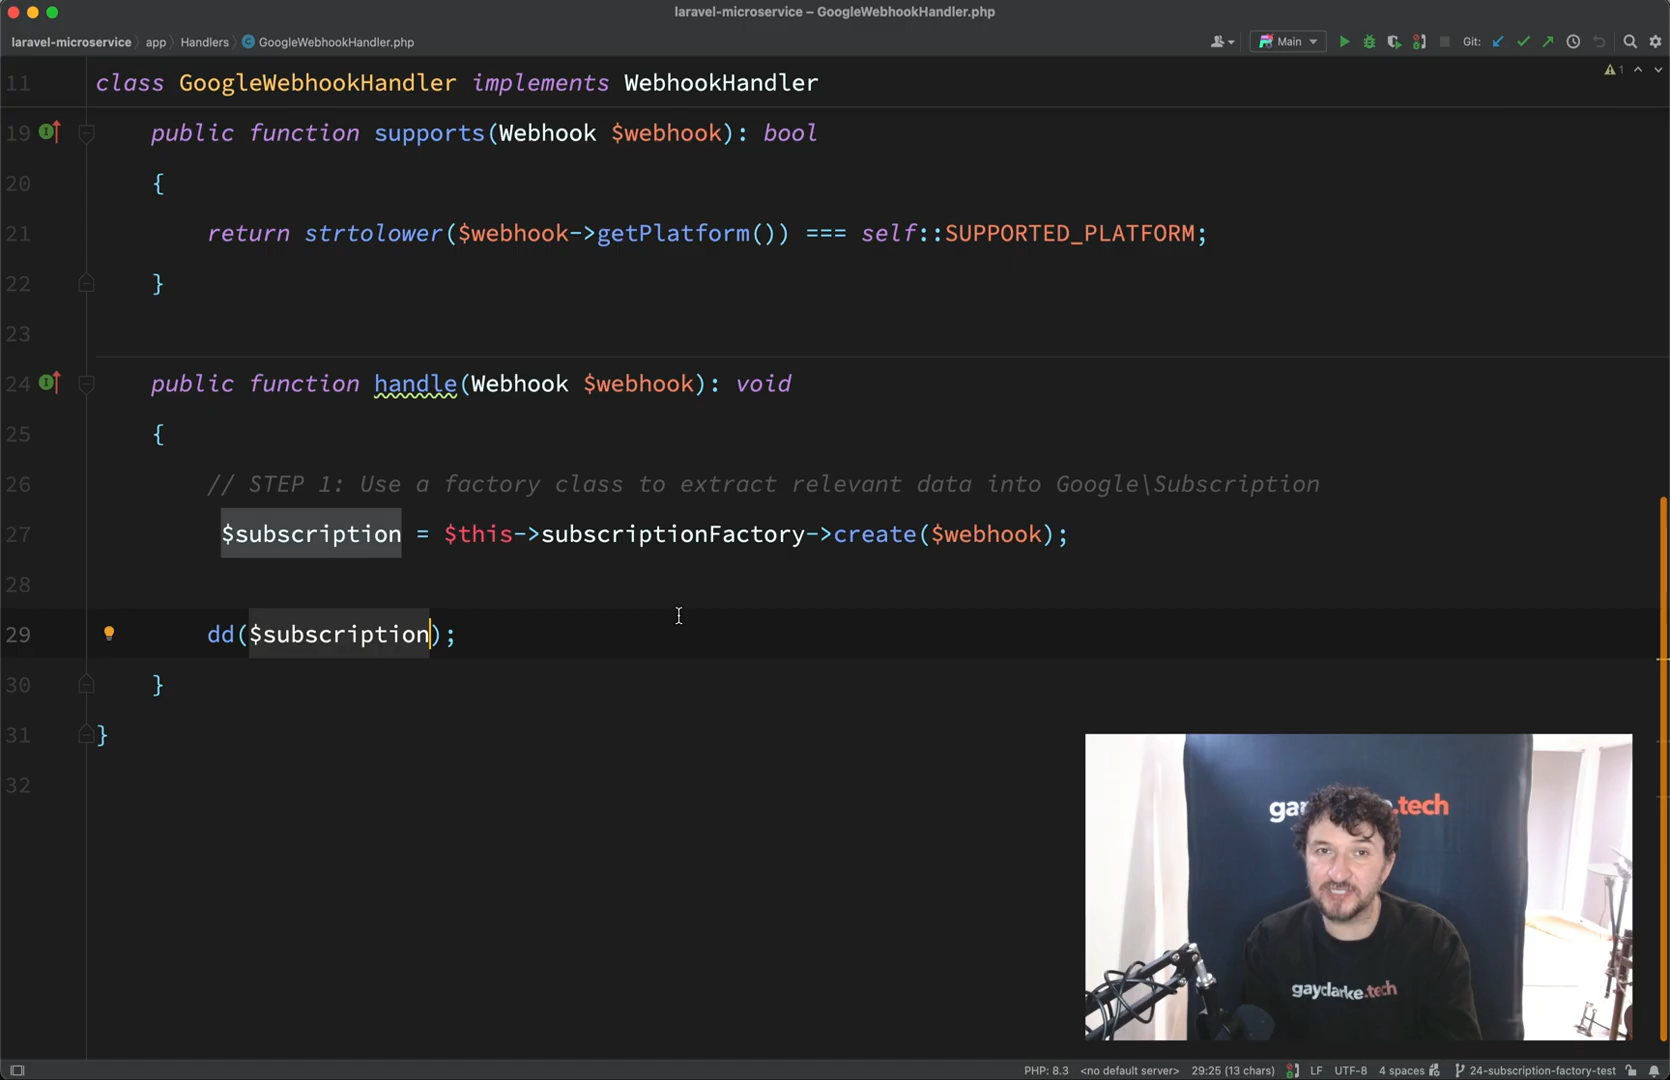 laravel-microservice – GoogleWebhookHandler.php
laravel-microservice app Handlers GoogleWebhookHandler.php Main Git:
11 class GoogleWebhookHandler implements WebhookHandler 1
19 public function supports(Webhook $webhook): bool
20 {
21 return strtolower($webhook->getPlatform()) === self::SUPPORTED_PLATFORM;
22 }
23
24 public function handle(Webhook $webhook): void
25 {
26 // STEP 1: Use a factory class to extract relevant data into Google\Subscription
27 $subscription = $this->subscriptionFactory->create($webhook);
28
29 dd($subscription);
30 }
31 }
32
.tech
PHP: 8.3 <no default server> 29:25 (13 chars) LF UTF-8 4 spaces 24-subscription-factory-test